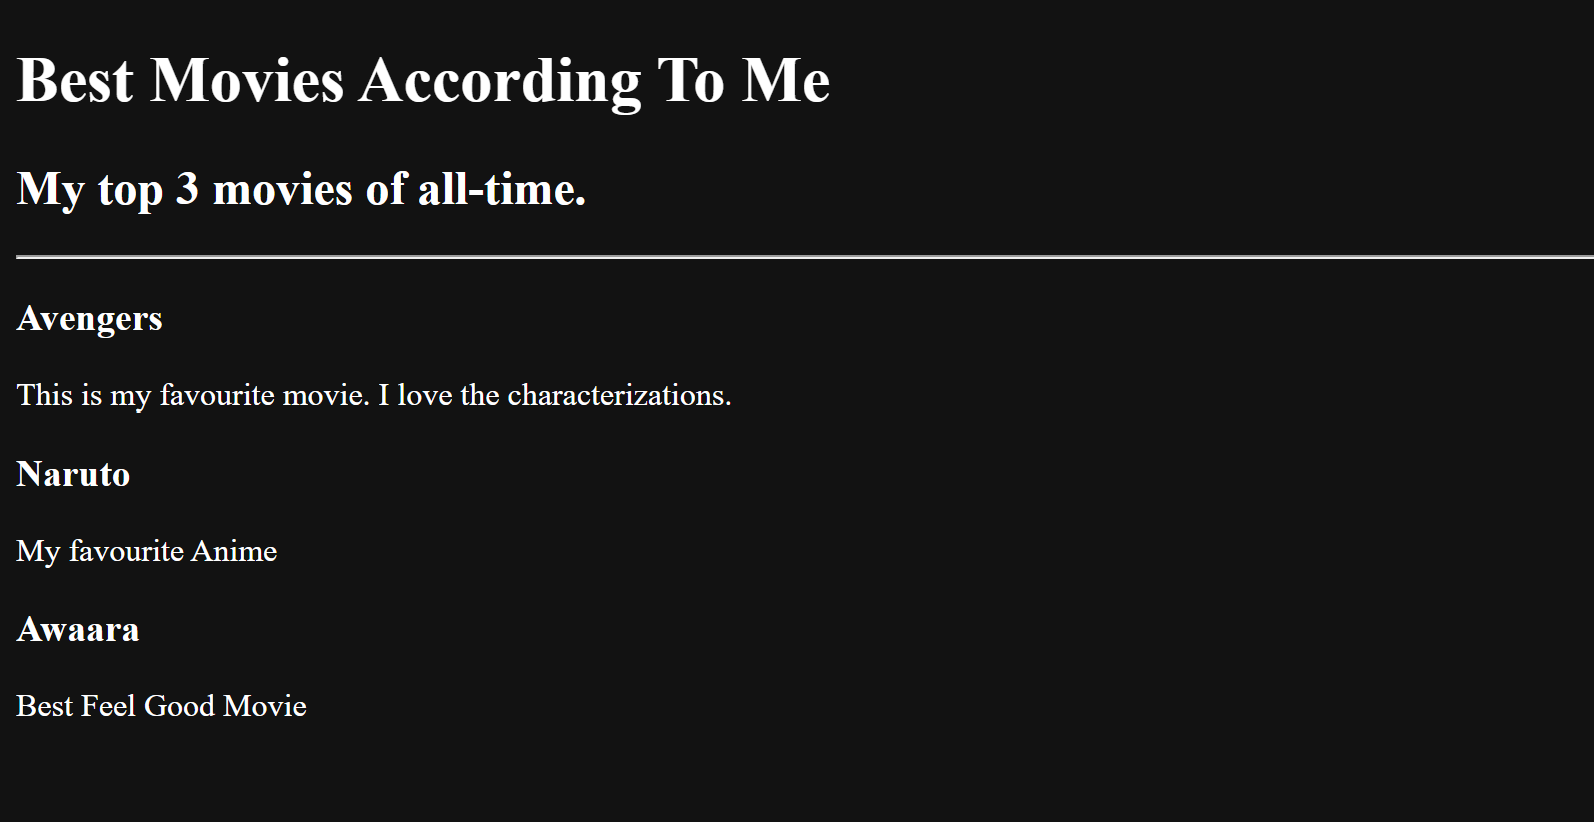 Best Movies According To Me
My top 3 movies of all-time.
Avengers
This is my favourite movie. I love the characterizations.
Naruto
My favourite Anime
Awaara
Best Feel Good Movie